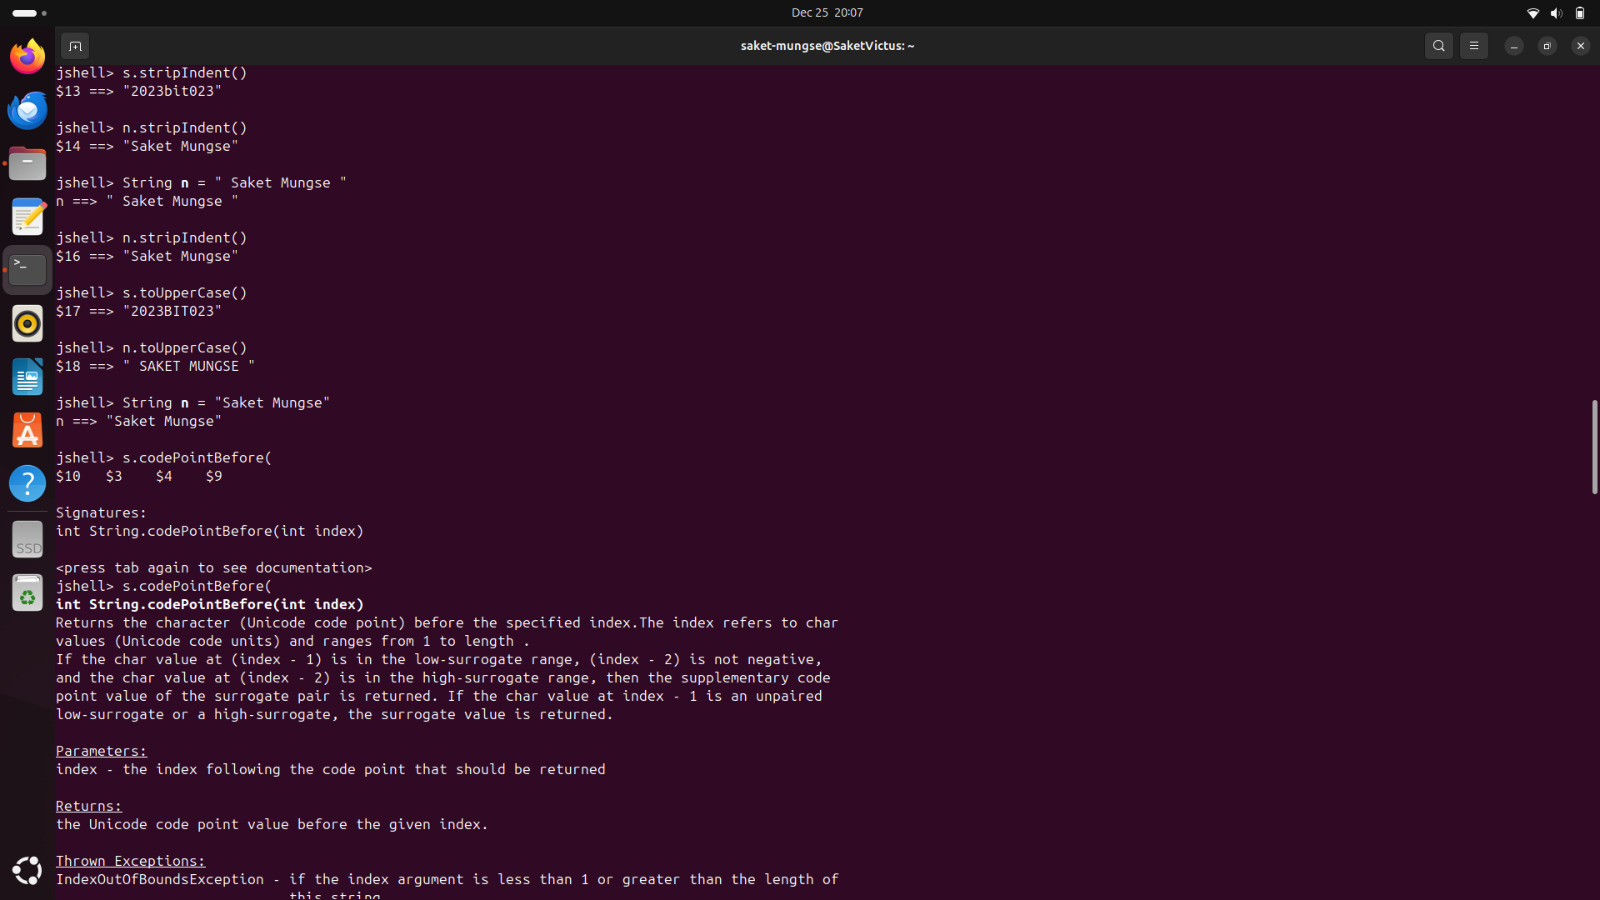 Dec 25 20:07
saket-mungse@SaketVictus: ~
jshell> s.stripIndent()
$13 ==> "2023bit023"
jshell> n.stripIndent()
$14 ==> "Saket Mungse"
jshell> String n = " Saket Mungse "
n ==> " Saket Mungse "
jshell> n.stripIndent()
$16 ==> "Saket Mungse"
jshell> s.toUpperCase()
$17 ==> "2023BIT023"
jshell> n.toUpperCase()
$18 ==> " SAKET MUNGSE "
jshell> String n = "Saket Mungse"
n ==> "Saket Mungse"
jshell> s.codePointBefore(
$10   $3    $4    $9
Signatures:
int String.codePointBefore(int index)
<press tab again to see documentation>
jshell> s.codePointBefore(
int String.codePointBefore(int index)
Returns the character (Unicode code point) before the specified index.The index refers to char
values (Unicode code units) and ranges from 1 to length .
If the char value at (index - 1) is in the low-surrogate range, (index - 2) is not negative,
and the char value at (index - 2) is in the high-surrogate range, then the supplementary code
point value of the surrogate pair is returned. If the char value at index - 1 is an unpaired
low-surrogate or a high-surrogate, the surrogate value is returned.
Parameters:
index - the index following the code point that should be returned
Returns:
the Unicode code point value before the given index.
Thrown Exceptions:
IndexOutOfBoundsException - if the index argument is less than 1 or greater than the length of
this string
>_
A
?
SSD